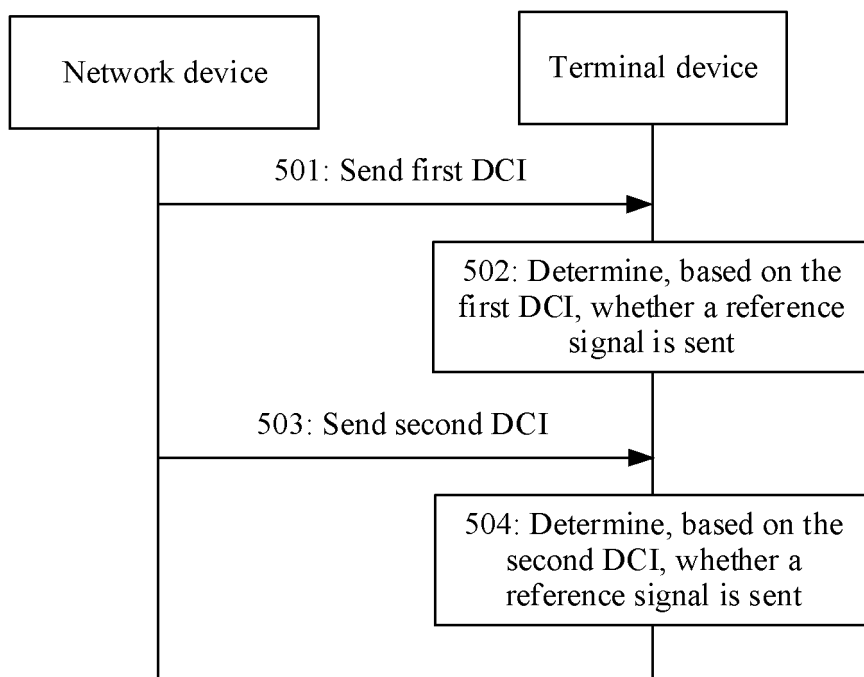 Network device
Terminal device
501: Send first DCI
502: Determine, based on the
first DCI, whether a reference
signal is sent
503: Send second DCI
504: Determine, based on the
second DCI, whether a
reference signal is sent